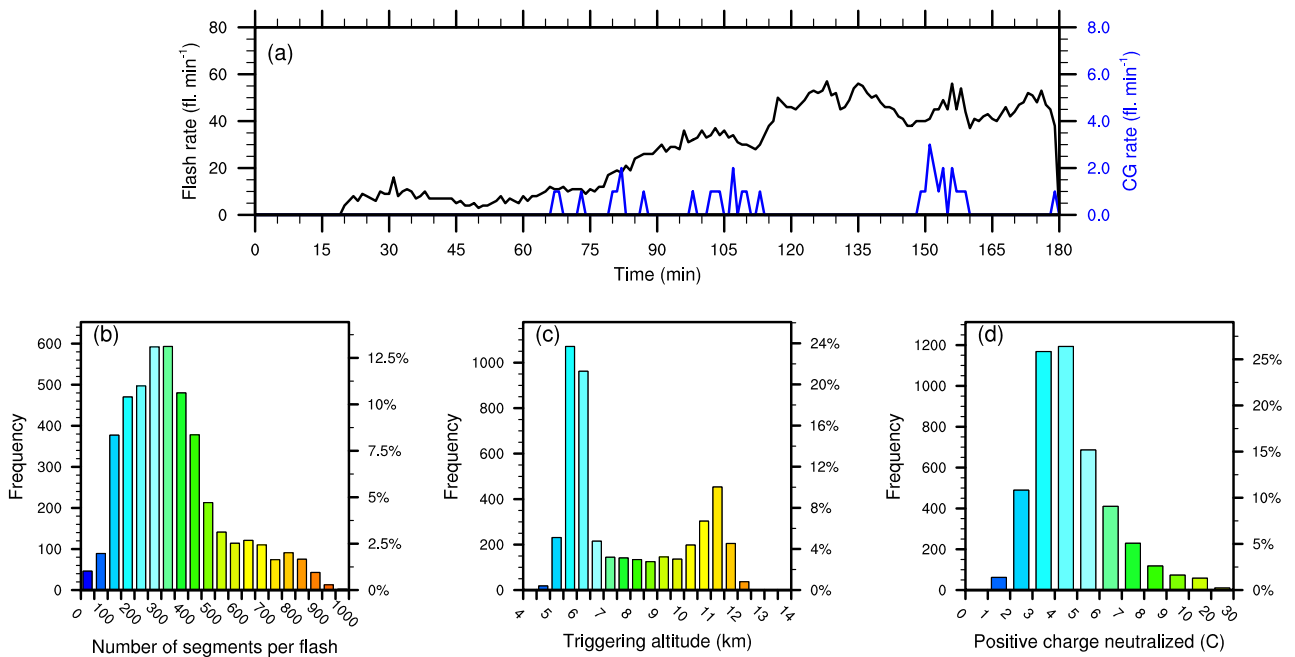 (a)
80
60
40
20
0
Flash rate (fl. min-1)
8.0
6.0
4.0
2.0
0.0
CG rate (fl. min-1)
0 15 30 45 60 75 90 105 120 135 150 165 180
Time (min)
(b)
600
500
400
300
200
100
0
Frequency
12.5%
10%
7.5%
5%
2.5%
0%
0 100 200 300 400 500 600 700 800 900 1000
Number of segments per flash
(c)
1000
800
600
400
200
0
Frequency
24%
20%
16%
12%
8%
4%
0%
4 5 6 7 8 9 10 11 12 13 14
Triggering altitude (km)
(d)
1200
1000
800
600
400
200
0
Frequency
25%
20%
15%
10%
5%
0%
0 1 2 3 4 5 6 7 8 9 10 20 30
Positive charge neutralized (C)